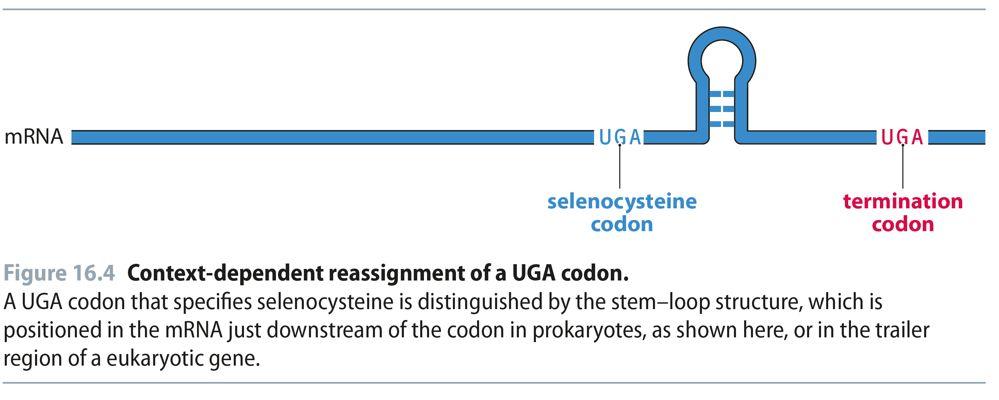 mRNA
UGA
UGA
selenocysteine
codon
termination
codon
Figure 16.4 Context-dependent reassignment of a UGA codon.
A UGA codon that specifies selenocysteine is distinguished by the stem–loop structure, which is
positioned in the mRNA just downstream of the codon in prokaryotes, as shown here, or in the trailer
region of a eukaryotic gene.